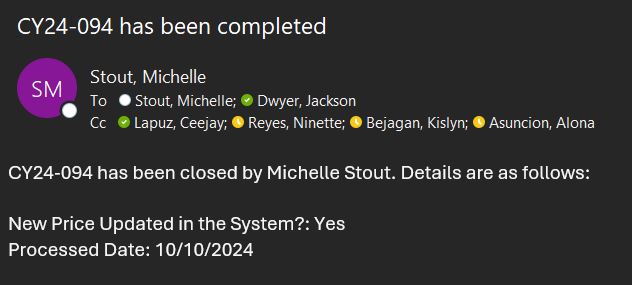 CY24-094 has been completed
SM
Stout, Michelle
To Stout, Michelle; Dwyer, Jackson
Cc Lapuz, Ceejay; Reyes, Ninette; Bejagan, Kislyn; Asuncion, Alona
CY24-094 has been closed by Michelle Stout. Details are as follows:
New Price Updated in the System?: Yes
Processed Date: 10/10/2024